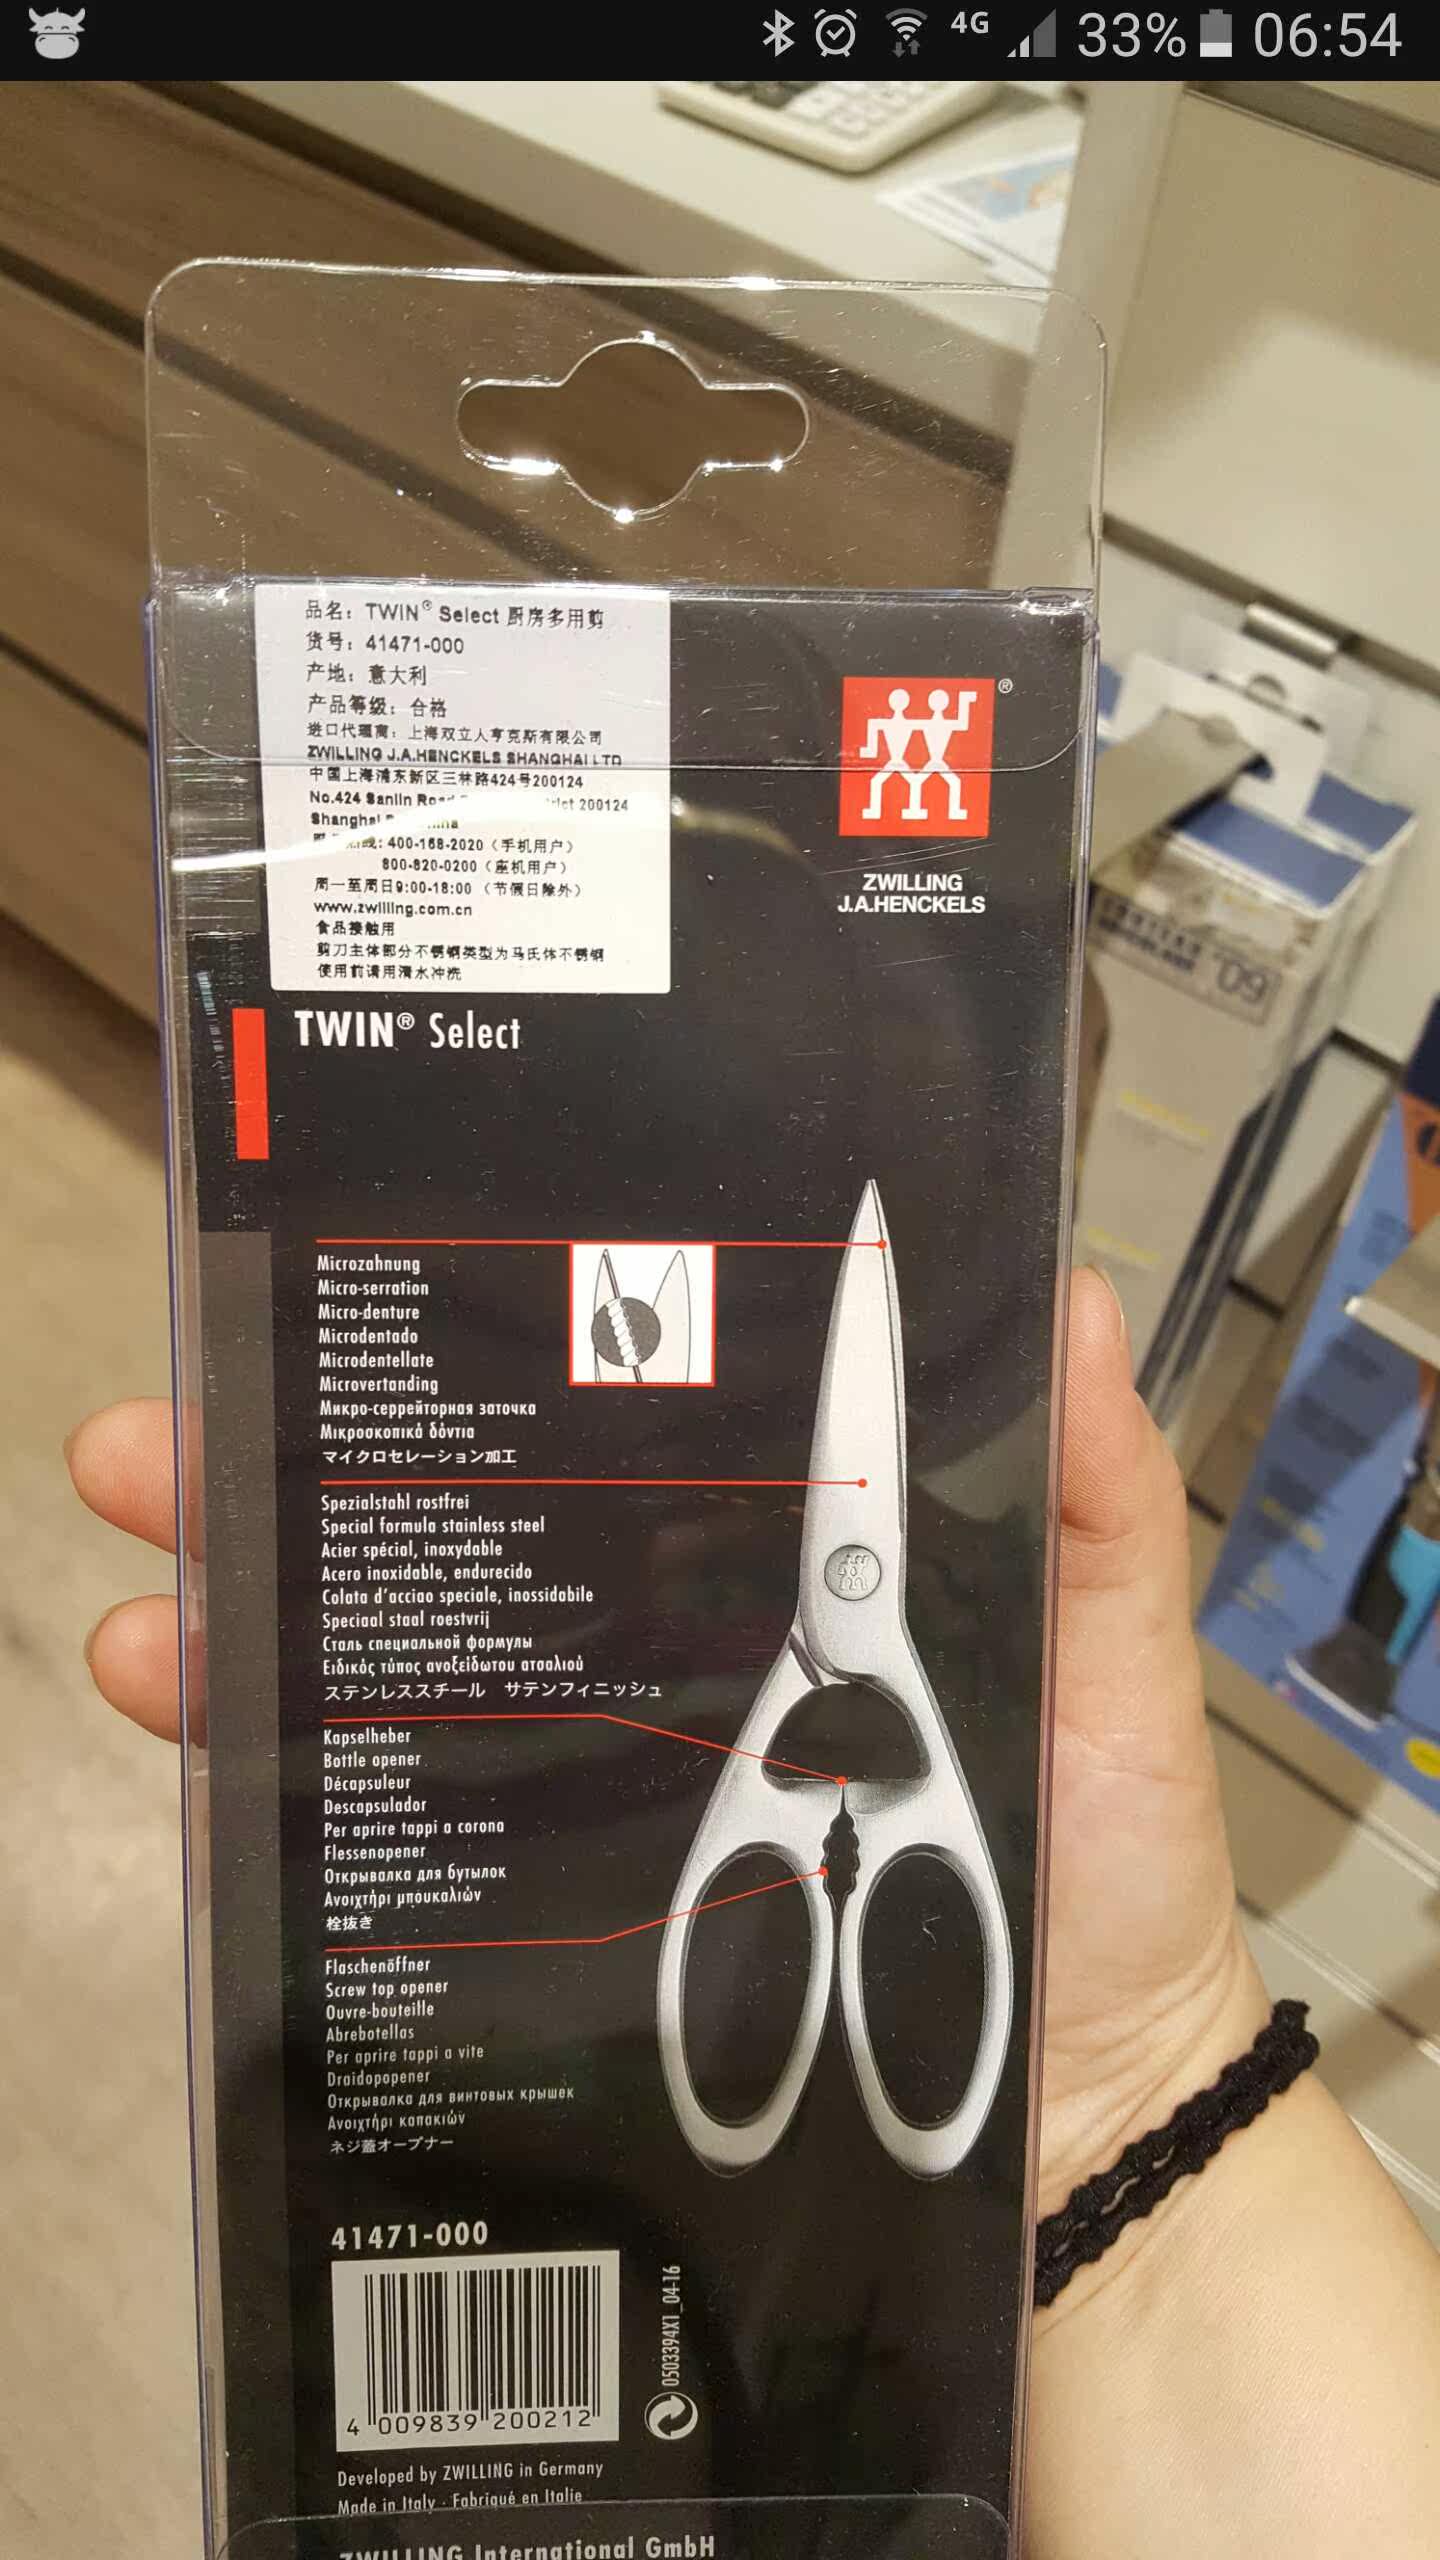 4G 33% 06:54
品名：TWIN® Select 厨房多用剪
货号：41471-000
产地：意大利
产品等级：合格
进口代理商：上海双立人亨克斯有限公司
ZWILLING J.A.HENCKELS SHANGHAI LTD
中国上海浦东新区三林路424号200124
No.424 Sanlin 200124
Shanghai
400-168-2020（手机用户）
800-820-0200（座机用户）
周一至周日9:00-18:00（节假日除外）
www.zwilling.com.cn
食品接触用
剪刀主体部分不锈钢类型为马氏体不锈钢
使用前请用清水冲洗
®
ZWILLING
J.A.HENCKELS
TWIN® Select
Microzahnung
Micro-serration
Micro-denture
Microdentado
Microdentellate
Microvertanding
Микро-серрейторная заточка
Μικροσκοπικά δόντια
マイクロセレーション加工
Spezialstahl rostfrei
Special formula stainless steel
Acier spécial, inoxydable
Acero inoxidable, endurecido
Colata d'acciao speciale, inossidabile
Speciaal staal roestvrij
Сталь специальной формулы
Ειδικός τύπος ανοξείδωτου ατσαλιού
ステンレススチール サテンフィニッシュ
Kapselheber
Bottle opener
Décapsuleur
Descapsulador
Per aprire tappi a corona
Flessenopener
Открывалка для бутылок
Ανοιχτήρι μπουκαλιών
栓抜き
Flaschenöffner
Screw top opener
Ouvre-bouteille
Abrebotellas
Per aprire tappi a vite
Draidopopener
Открывалка для винтовых крышек
Ανοιχτήρι καπακιών
ネジ蓋オープナー
41471-000
4 009839 200212
0503394X1_04-16
Developed by ZWILLING in Germany
Made in Italy · Fabriqué en Italie
ZWILLING International GmbH